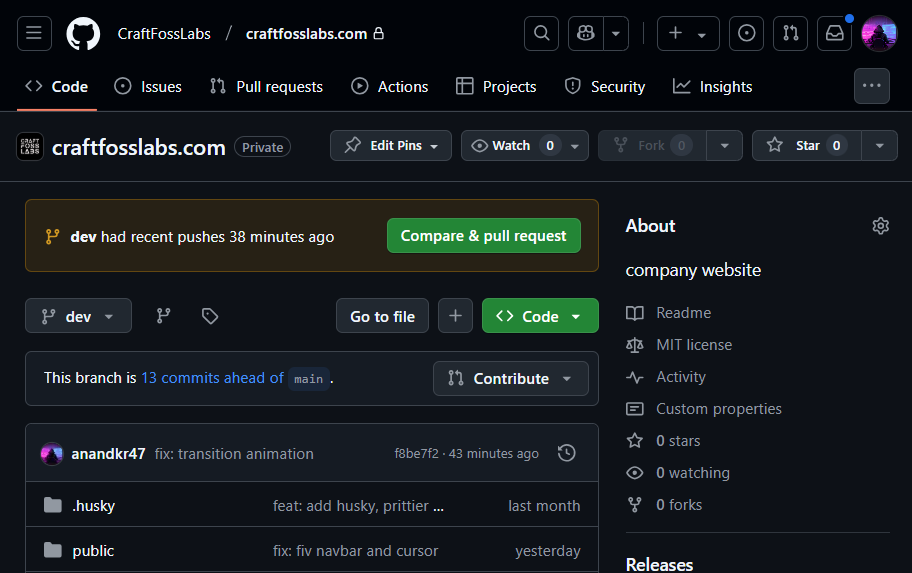 CraftFossLabs / craftfosslabs.com
Code Issues Pull requests Actions Projects Security Insights
CRAFT
FOSS
LABS
craftfosslabs.com Private Edit Pins Watch 0 Fork 0 Star 0
dev had recent pushes 38 minutes ago Compare & pull request
dev Go to file Code
This branch is 13 commits ahead of main. Contribute
anandkr47 fix: transition animation f8be7f2 · 43 minutes ago
.husky feat: add husky, prittier ... last month
public fix: fiv navbar and cursor yesterday
About
company website
Readme
MIT license
Activity
Custom properties
0 stars
0 watching
0 forks
Releases